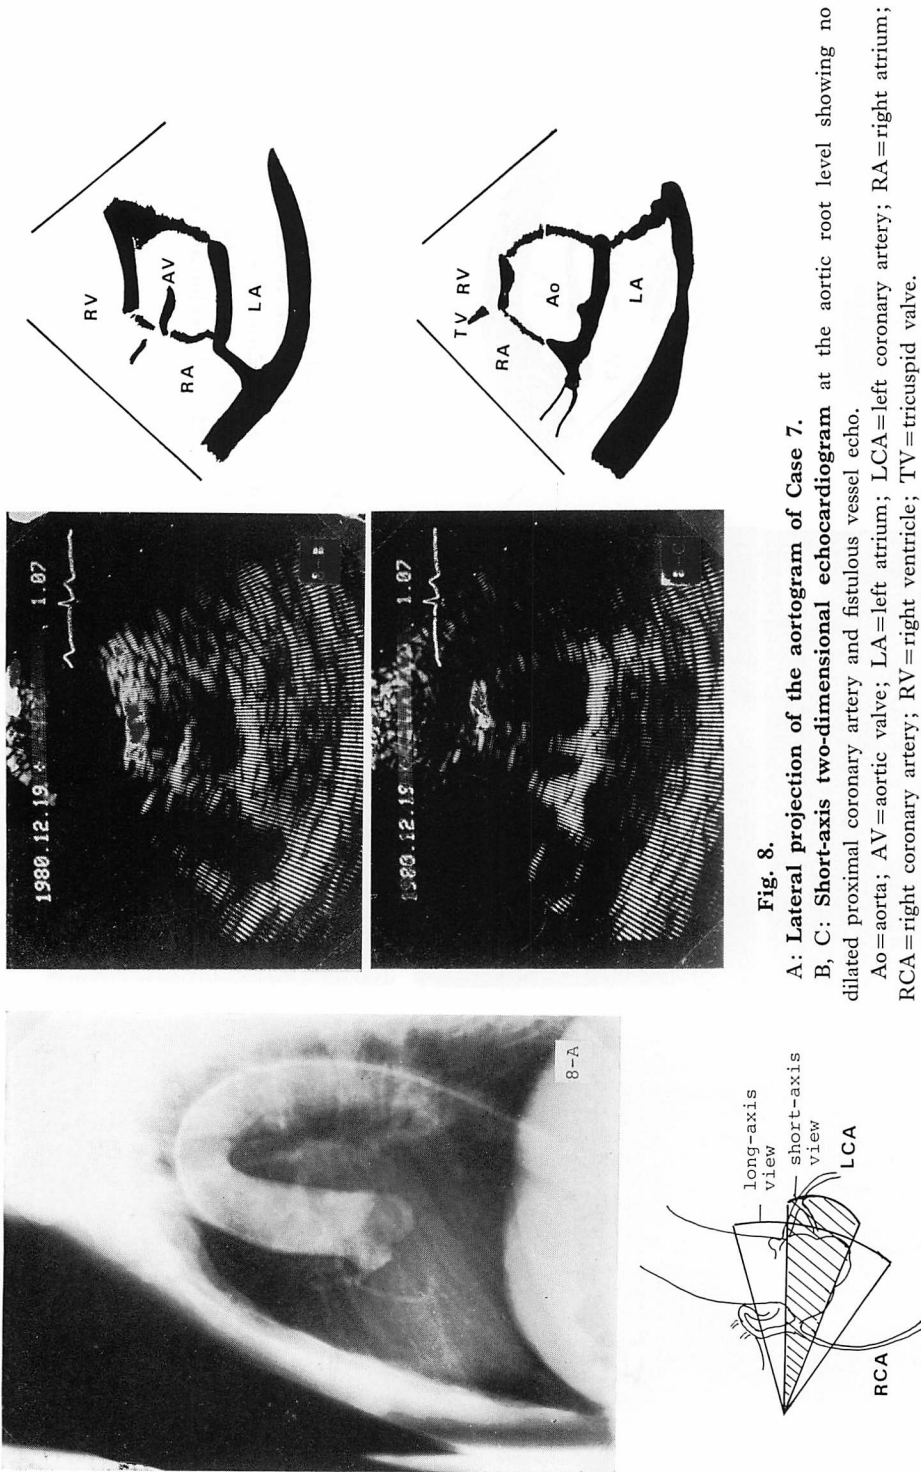 8-A
long-axis
view
short-axis
view
LCA
RCA
1980.12.19 1.07
8-B
1980.12.19 1.07
8-C
RV
AV
RA
LA
TV RV
RA
Ao
LA
Fig. 8.
A: Lateral projection of the aortogram of Case 7.
B, C: Short-axis two-dimensional echocardiogram at the aortic root level showing no
dilated proximal coronary artery and fistulous vessel echo.
Ao=aorta; AV=aortic valve; LA=left atrium; LCA=left coronary artery; RA=right atrium;
RCA=right coronary artery; RV=right ventricle; TV=tricuspid valve.